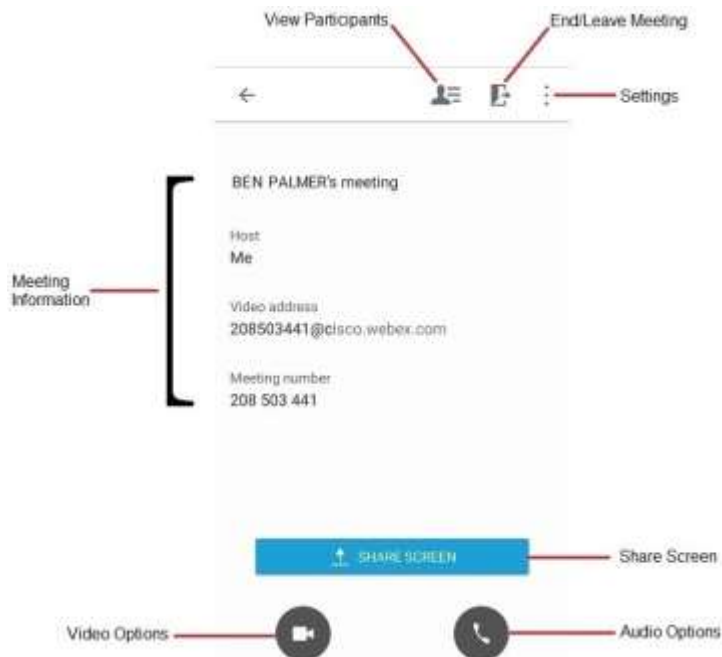 View Participants
End/Leave Meeting
Settings
BEN PALMER's meeting
Host
Me
Meeting
Information
Video address
208503441@cisco.webex.com
Meeting number
208 503 441
SHARE SCREEN
Share Screen
Video Options
Audio Options